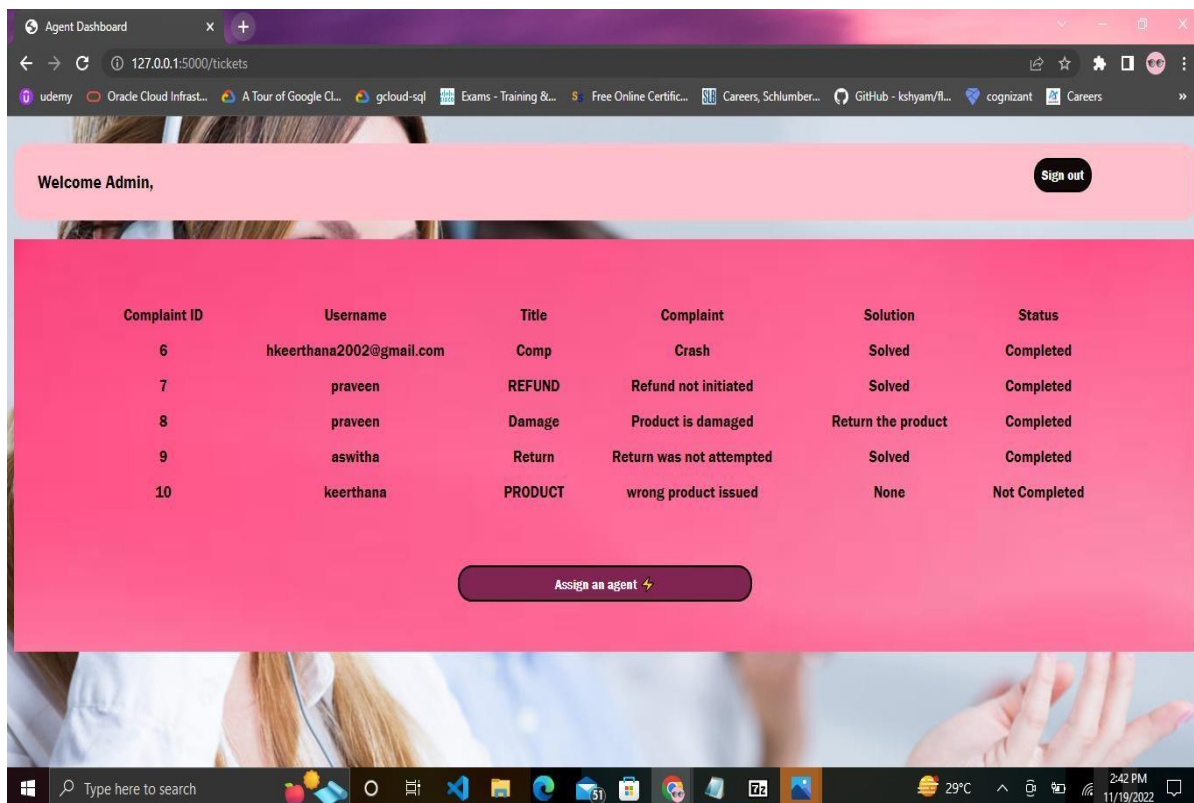 Agent Dashboard
127.0.0.1:5000/tickets
udemy Oracle Cloud Infrast... A Tour of Google Cl... gcloud-sql Exams - Training &... Free Online Certific... SLB Careers, Schlumber... GitHub - kshyam/fl... cognizant Careers »
Welcome Admin,
Sign out
Complaint ID Username Title Complaint Solution Status
6 hkeerthana2002@gmail.com Comp Crash Solved Completed
7 praveen REFUND Refund not initiated Solved Completed
8 praveen Damage Product is damaged Return the product Completed
9 aswitha Return Return was not attempted Solved Completed
10 keerthana PRODUCT wrong product issued None Not Completed
Assign an agent ⚡
Type here to search 51 7z 29°C 2:42 PM
11/19/2022